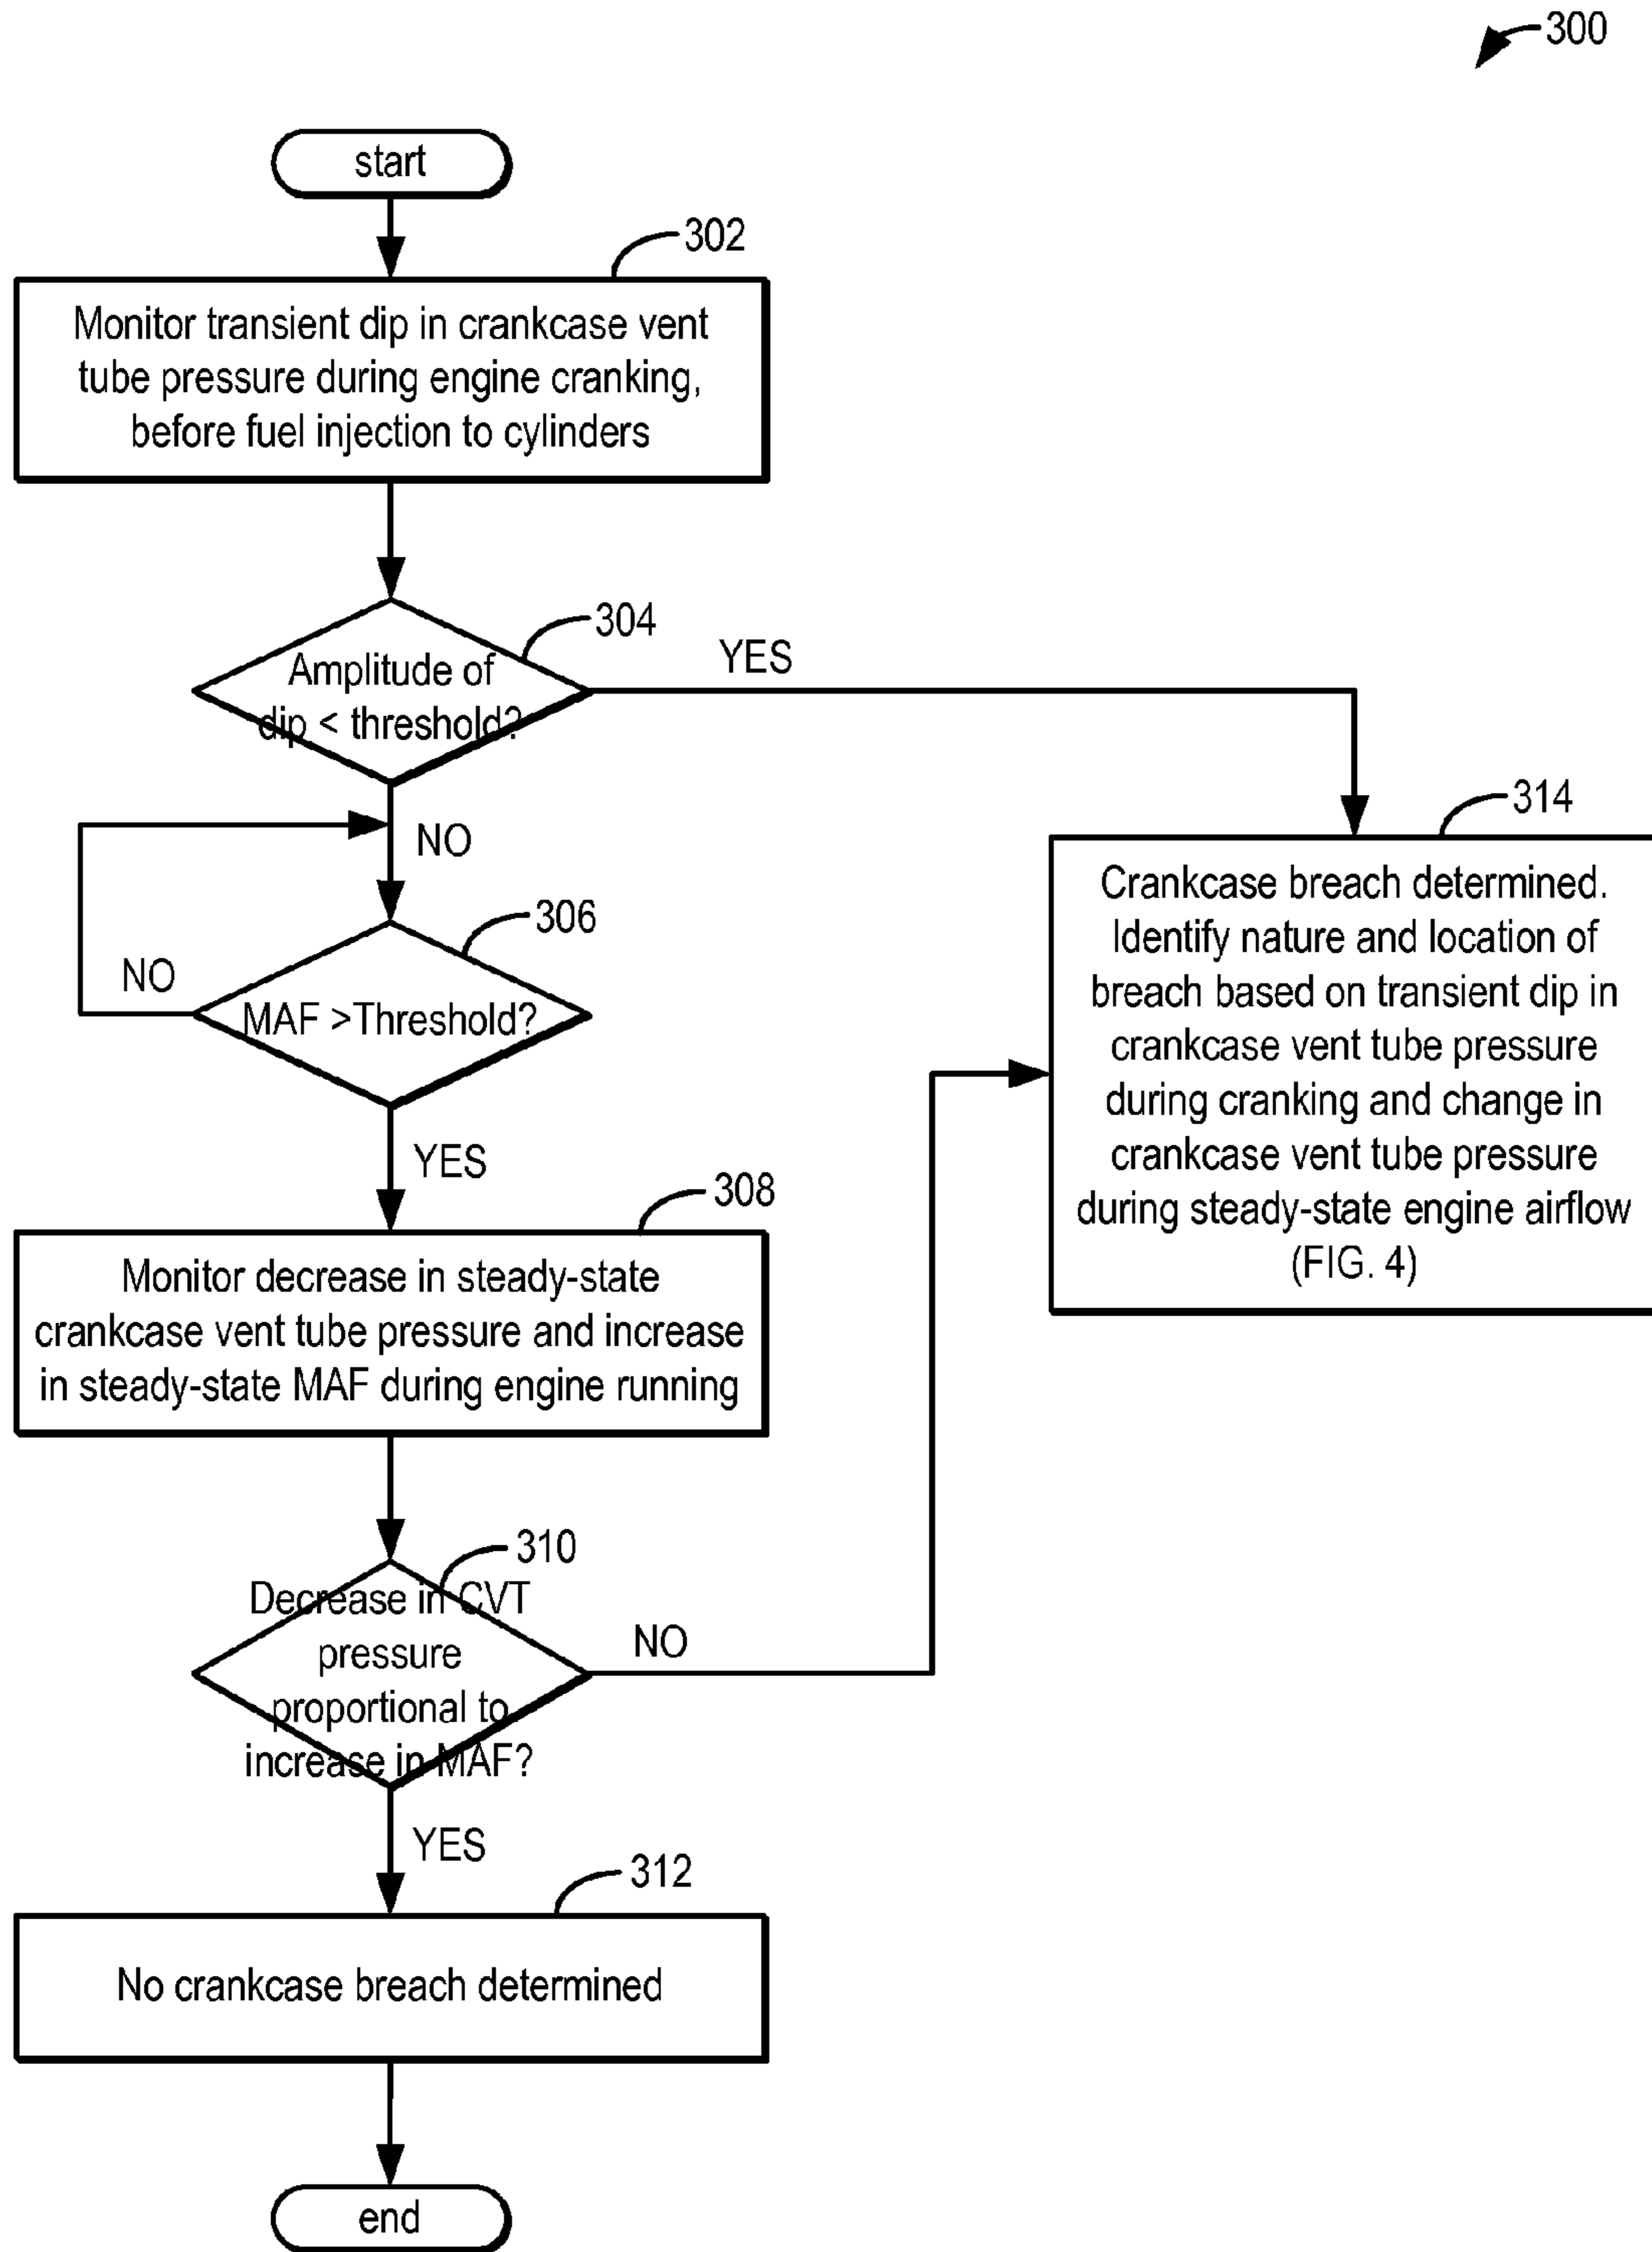 300
start
302
Monitor transient dip in crankcase vent
tube pressure during engine cranking,
before fuel injection to cylinders
304
Amplitude of
dip < threshold?
YES
NO
306
MAF >Threshold?
NO
YES
308
Monitor decrease in steady-state
crankcase vent tube pressure and increase
in steady-state MAF during engine running
310
Decrease in CVT
pressure
proportional to
increase in MAF?
NO
YES
312
No crankcase breach determined
end
314
Crankcase breach determined.
Identify nature and location of
breach based on transient dip in
crankcase vent tube pressure
during cranking and change in
crankcase vent tube pressure
during steady-state engine airflow
(FIG. 4)